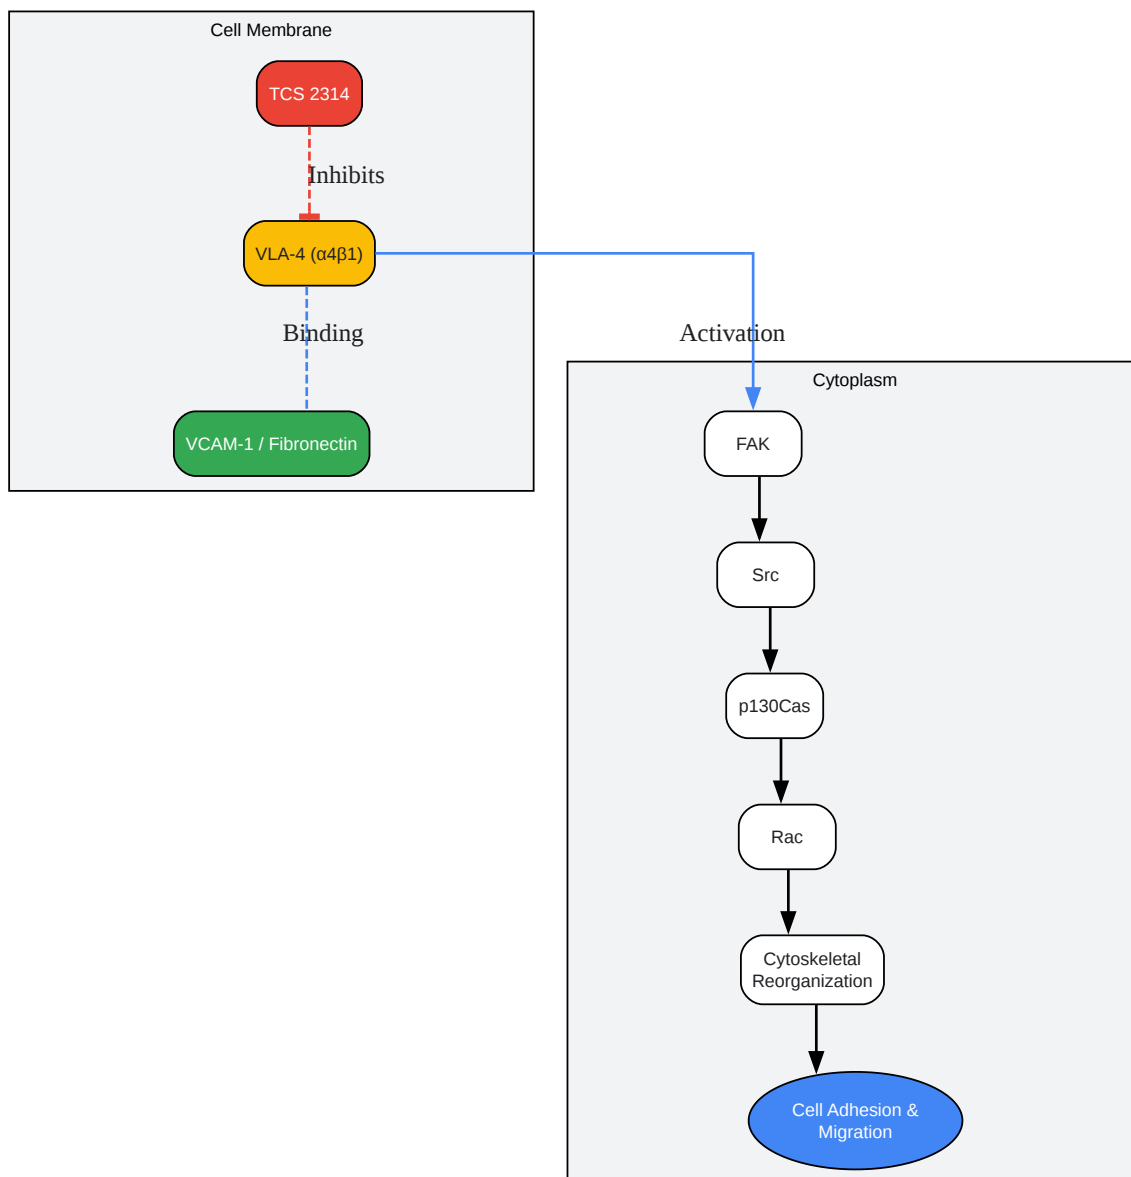 Cell Membrane
TCS 2314
Inhibits
VLA-4 (α4β1)
Binding
VCAM-1 / Fibronectin
Activation
Cytoplasm
FAK
Src
p130Cas
Rac
Cytoskeletal
Reorganization
Cell Adhesion &
Migration